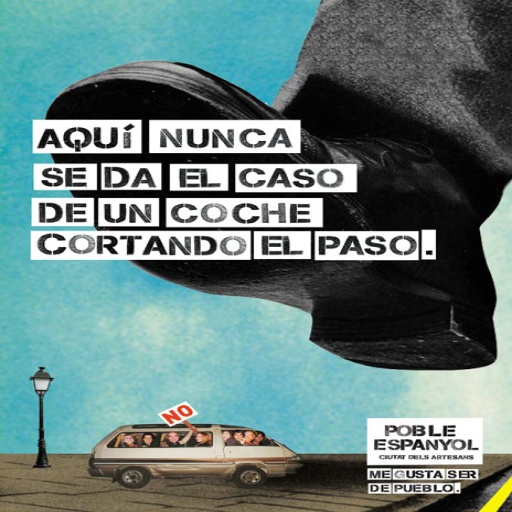 AQUÍ NUNCA
SE DA EL CASO
DE UN COCHE
CORTANDO EL PASO.
NO
POBLE
ESPANYOL
CIUTAT DELS ARTESANS
ME GUSTA SER
DE PUEBLO.